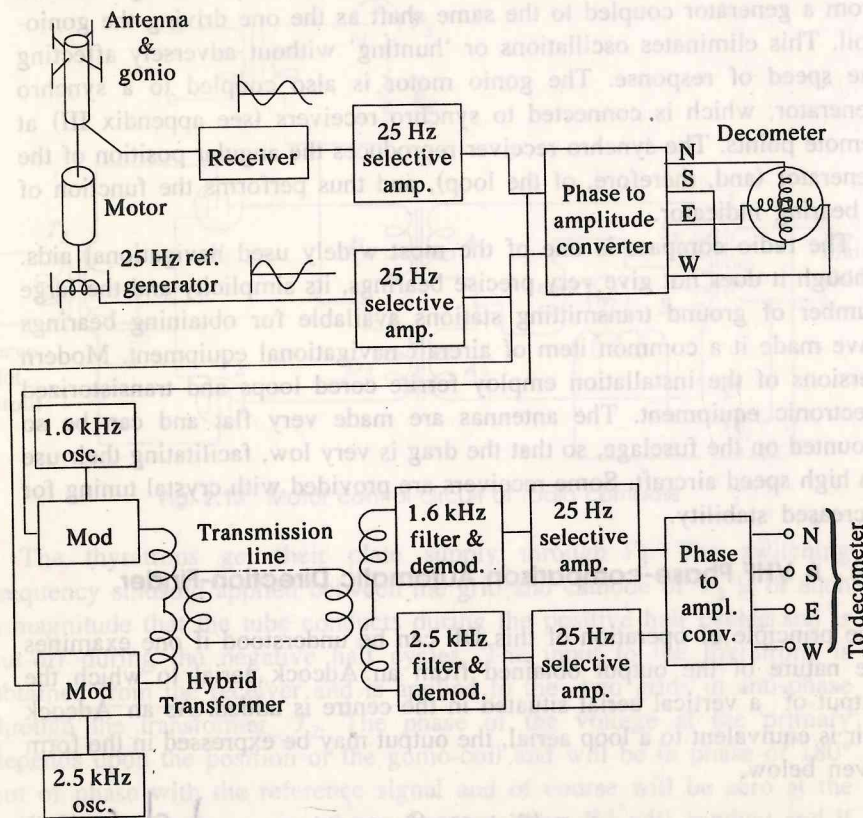 Antenna
&
gonio
Receiver
25 Hz
selective
amp.
Decometer
N
S
E
W
Phase to
amplitude
converter
Motor
25 Hz ref.
generator
25 Hz
selective
amp.
1.6 kHz
osc.
Mod
Transmission
line
1.6 kHz
filter &
demod.
25 Hz
selective
amp.
Phase
to
ampl.
conv.
N
S
E
W
To decometer
Mod
Hybrid
Transformer
2.5 kHz
filter &
demod.
25 Hz
selective
amp.
2.5 kHz
osc.